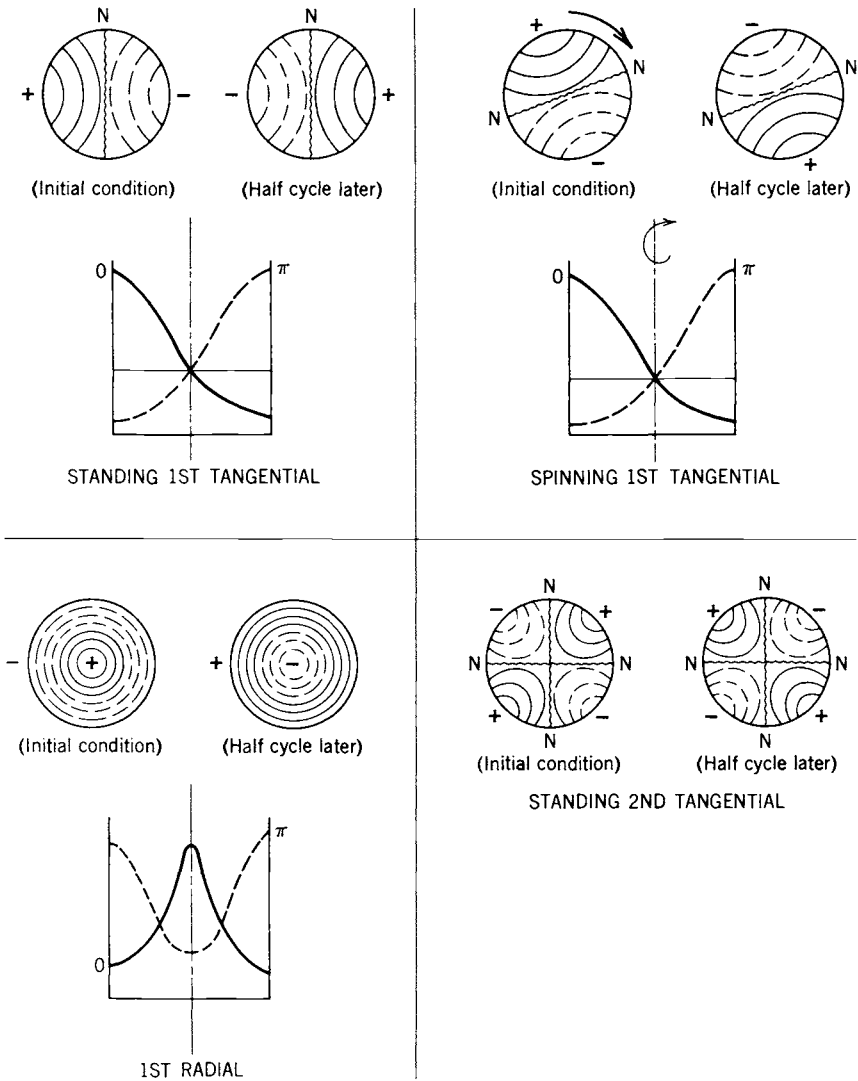 N
+ -
N
- +
(Initial condition)
(Half cycle later)
0 π
STANDING 1ST TANGENTIAL
+
N
N
-
-
N
N
+
(Initial condition)
(Half cycle later)
0 π
SPINNING 1ST TANGENTIAL
- +
+ -
(Initial condition)
(Half cycle later)
π
0
1ST RADIAL
N
- +
N
+ -
N
N
+ -
N N
- +
N
(Initial condition)
(Half cycle later)
STANDING 2ND TANGENTIAL